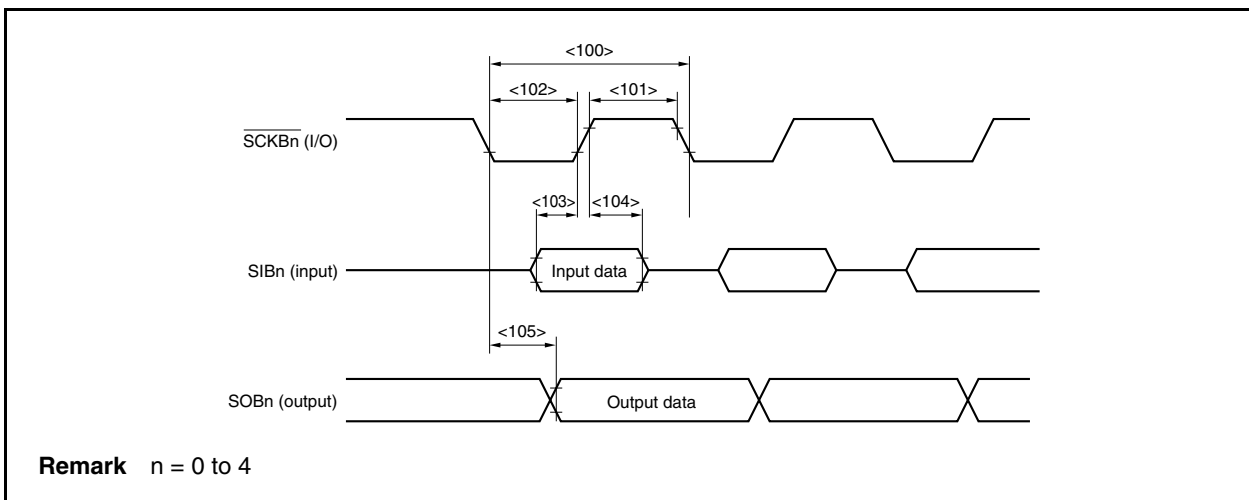 <100>
<102> <101>
SCKBn (I/O)
<103> <104>
SIBn (input) Input data
<105>
SOBn (output) Output data
Remark n = 0 to 4